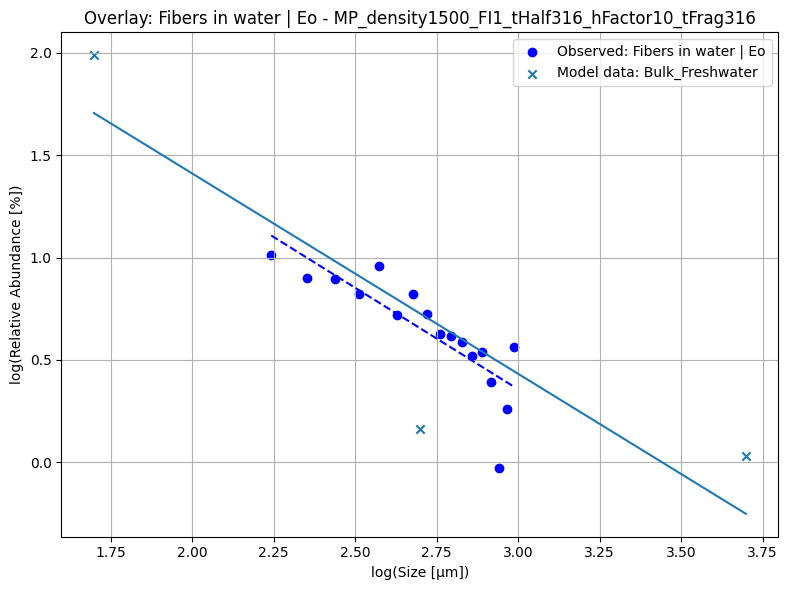 Overlay: Fibers in water | Eo - MP_density1500_FI1_tHalf316_hFactor10_tFrag316
Observed: Fibers in water | Eo
Model data: Bulk_Freshwater
log(Relative Abundance [%])
2.0
1.5
1.0
0.5
0.0
1.75 2.00 2.25 2.50 2.75 3.00 3.25 3.50 3.75
log(Size [µm])